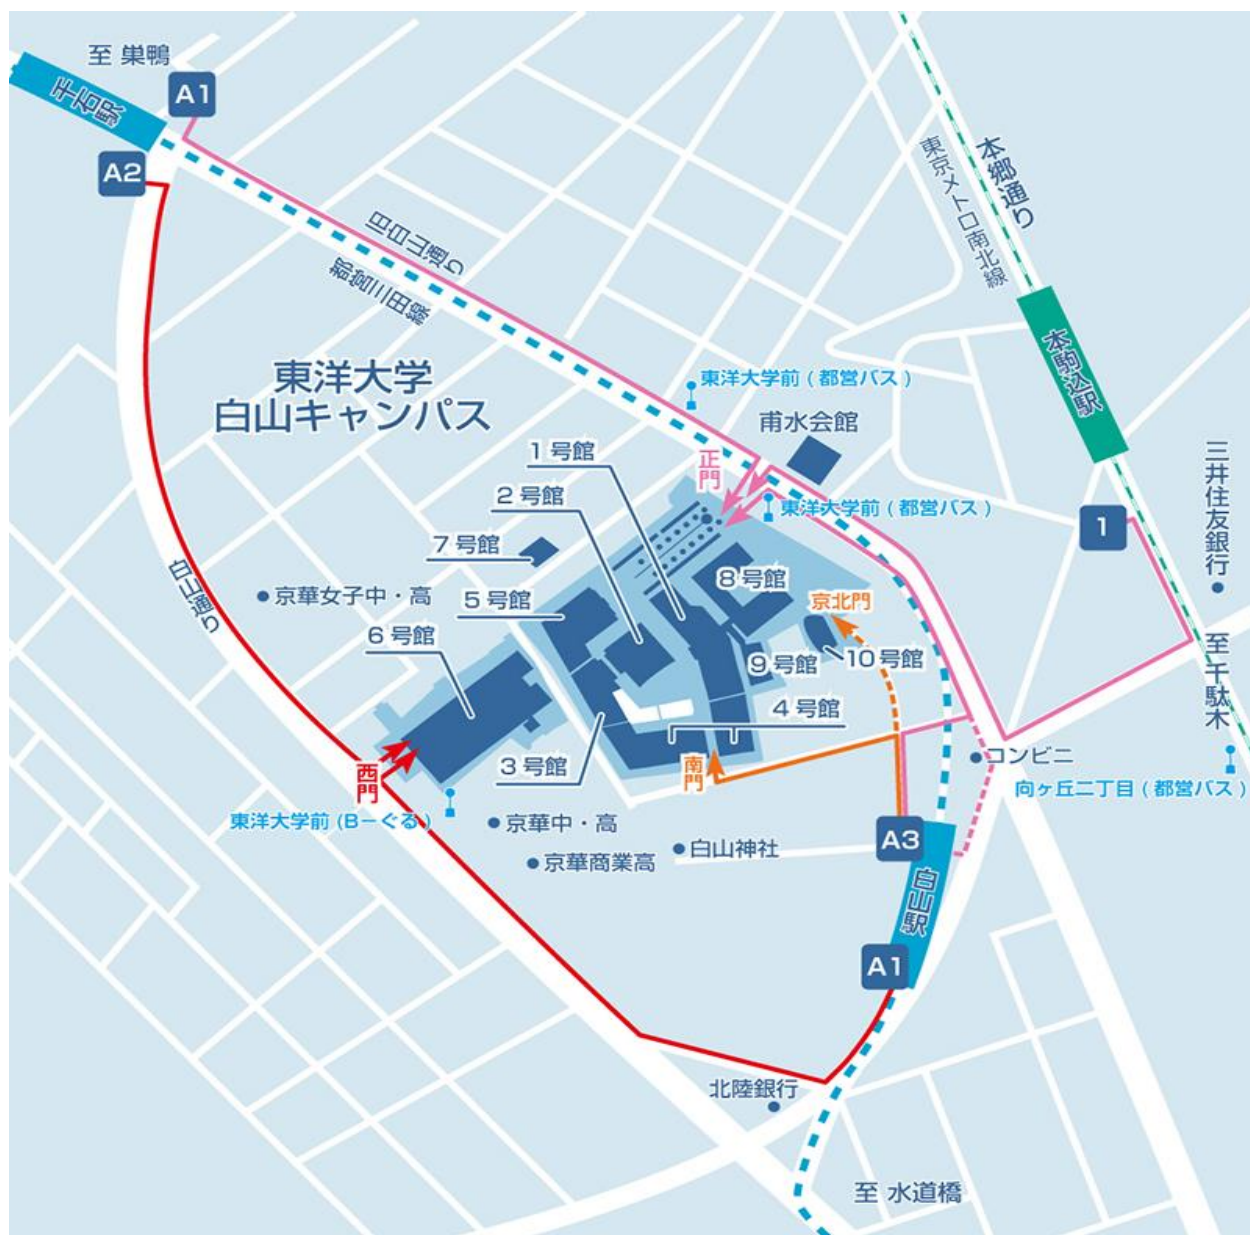 至 巣鴨
A1
千石駅
A2
本郷通り
東京メトロ南北線
旧白山通り
都営三田線
本駒込駅
東洋大学
白山キャンパス
東洋大学前 ( 都営バス )
甫水会館
1 号館
正門
三井住友銀行
2 号館
東洋大学前 ( 都営バス )
1
7 号館
8号館
白山通り
京華女子中・高
5 号館
京北門
6 号館
9 号館
10 号館
至 千駄木
4 号館
3 号館
南門
コンビニ
西門
向ヶ丘二丁目 ( 都営バス )
東洋大学前 (Bーぐる )
京華中・高
A3
白山神社
京華商業高
白山駅
A1
北陸銀行
至 水道橋